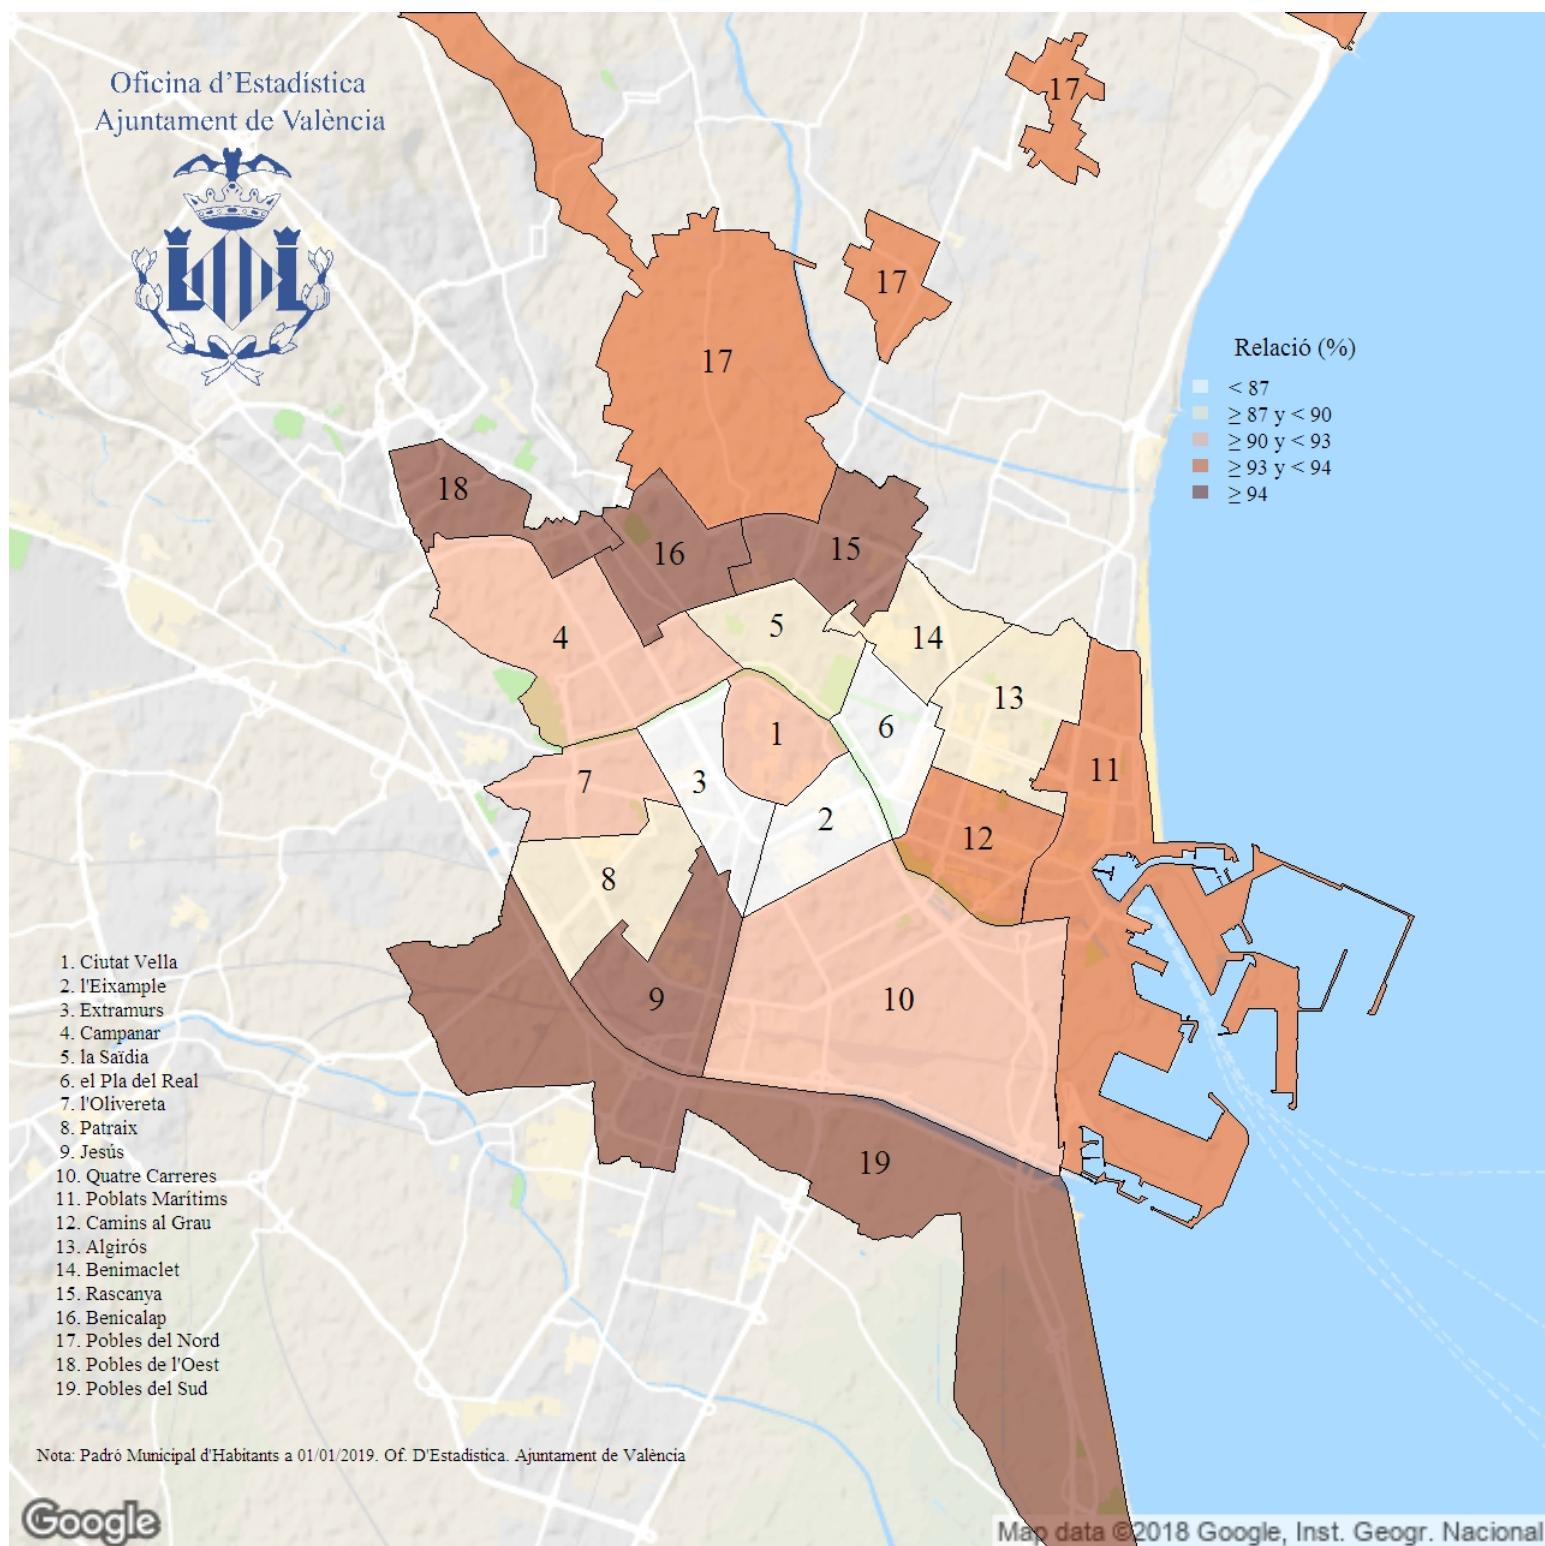 Oficina d'Estadística
Ajuntament de València
17
17
17
Relació (%)
< 87
≥ 87 y < 90
≥ 90 y < 93
≥ 93 y < 94
≥ 94
18
16
15
4
5
14
13
1
6
7
3
11
2
12
8
9
10
19
1. Ciutat Vella
2. l'Eixample
3. Extramurs
4. Campanar
5. la Saïdia
6. el Pla del Real
7. l'Olivereta
8. Patraix
9. Jesús
10. Quatre Carreres
11. Poblats Marítims
12. Camins al Grau
13. Algirós
14. Benimaclet
15. Rascanya
16. Benicalap
17. Pobles del Nord
18. Pobles de l'Oest
19. Pobles del Sud
Nota: Padró Municipal d'Habitants a 01/01/2019. Of. D'Estadistica. Ajuntament de València
Google
Map data ©2018 Google, Inst. Geogr. Nacional